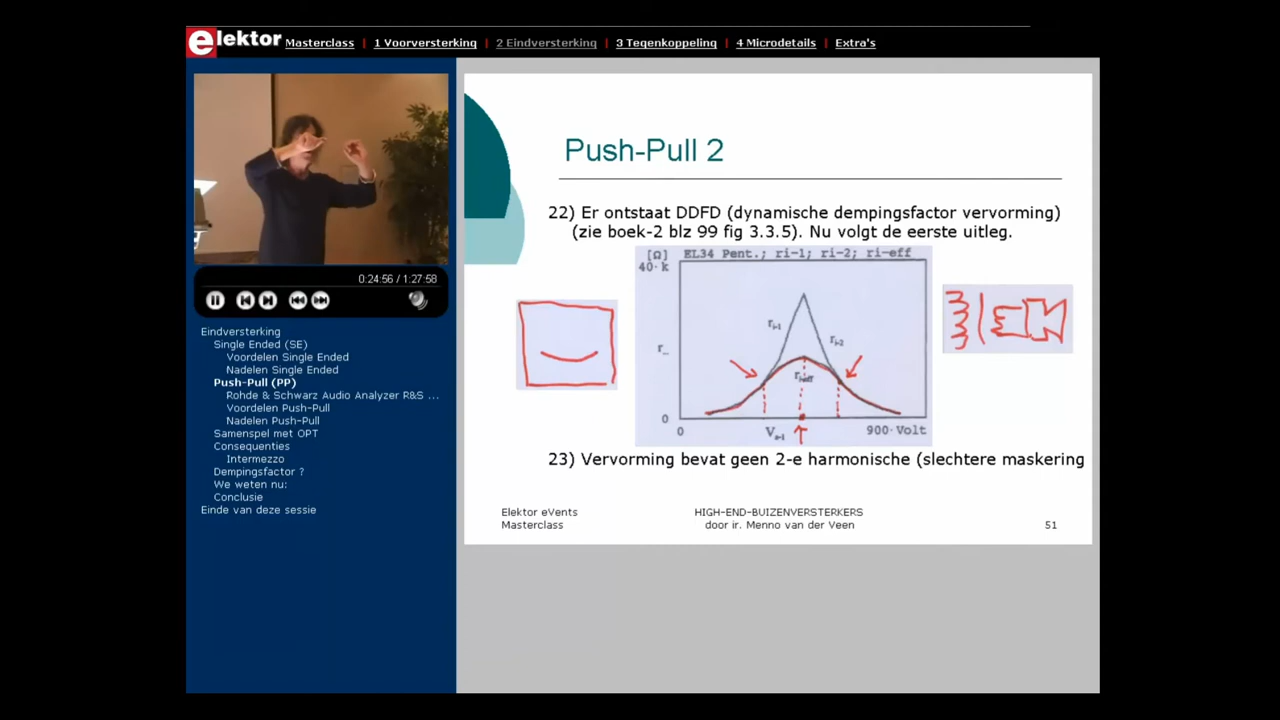 elektor Masterclass | 1 Voorversterking | 2 Eindversterking | 3 Tegenkoppeling | 4 Microdetails | Extra's
0:24:56 / 1:27:58
Eindversterking
Single Ended (SE)
Voordelen Single Ended
Nadelen Single Ended
Push-Pull (PP)
Rohde & Schwarz Audio Analyzer R&S ...
Voordelen Push-Pull
Nadelen Push-Pull
Samenspel met OPT
Consequenties
Intermezzo
Dempingsfactor ?
We weten nu:
Conclusie
Einde van deze sessie
Push-Pull 2
22) Er ontstaat DDFD (dynamische dempingsfactor vervorming)
(zie boek-2 blz 99 fig 3.3.5). Nu volgt de eerste uitleg.
[Ω] EL34 Pent.; ri-1; ri-2; ri-eff
40·k
ri-1
ri-2
0
0 Va-1 900·Volt
23) Vervorming bevat geen 2-e harmonische (slechtere maskering
Elektor eVents HIGH-END-BUIZENVERSTERKERS
Masterclass door ir. Menno van der Veen 51